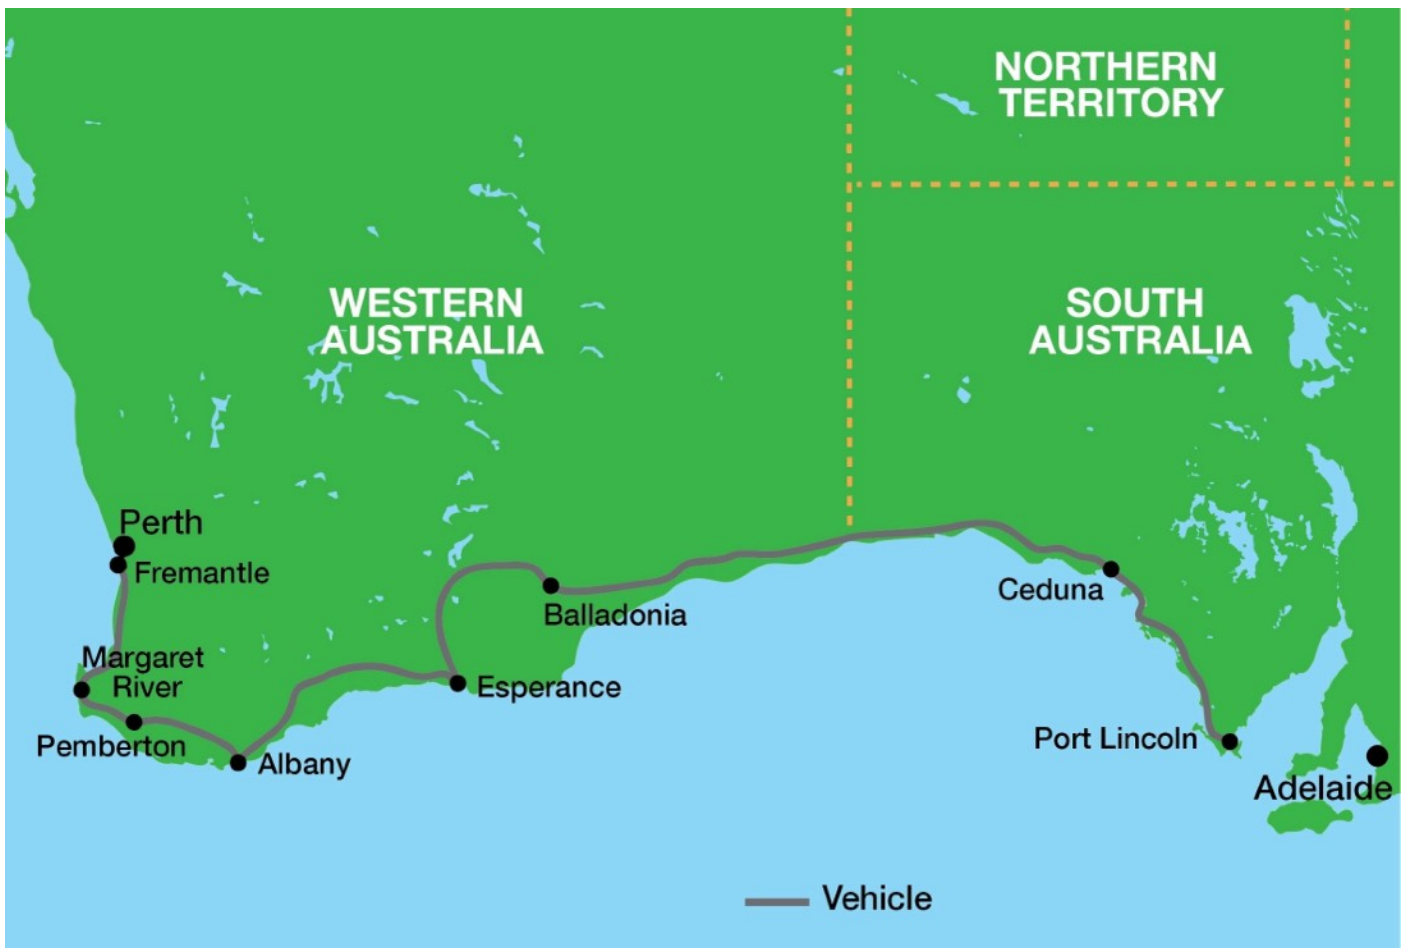 NORTHERN
TERRITORY
WESTERN
AUSTRALIA
SOUTH
AUSTRALIA
Perth
Fremantle
Margaret
River
Pemberton
Albany
Esperance
Balladonia
Ceduna
Port Lincoln
Adelaide
Vehicle